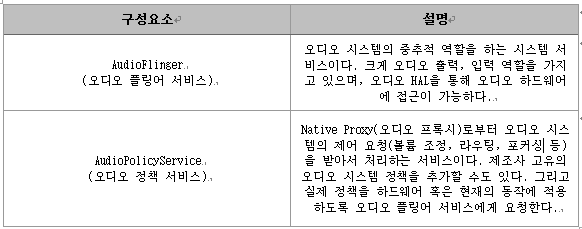 구성요소
설명
AudioFlinger
(오디오 플링어 서비스)
오디오 시스템의 중추적 역할을 하는 시스템 서
비스이다. 크게 오디오 출력, 입력 역할을 가지
고 있으며, 오디오 HAL을 통해 오디오 하드웨어
에 접근이 가능하다.
AudioPolicyService
(오디오 정책 서비스)
Native Proxy(오디오 프록시)로부터 오디오 시스
템의 제어 요청(볼륨 조정, 라우팅, 포커싱 등)
을 받아서 처리하는 서비스이다. 제조사 고유의
오디오 시스템 정책을 추가할 수도 있다. 그리고
실제 정책을 하드웨어 혹은 현재의 동작에 적용
하도록 오디오 플링어 서비스에게 요청한다.